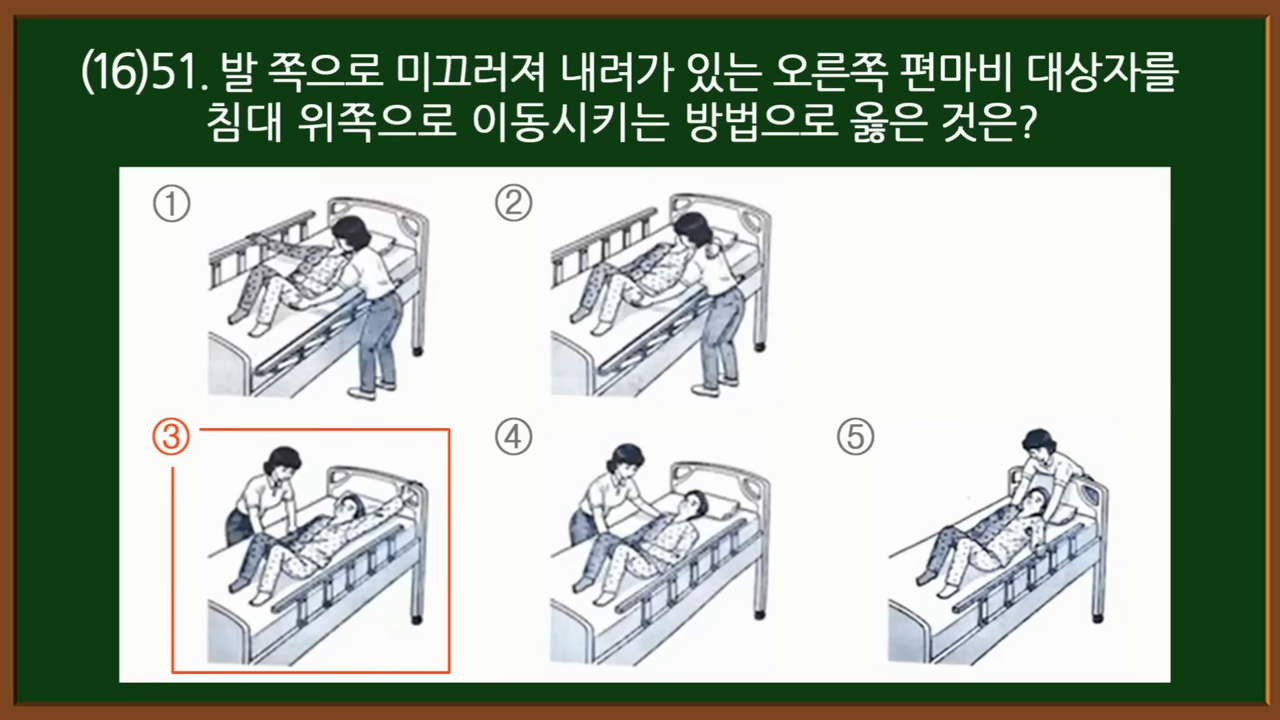 (16)51. 발 쪽으로 미끄러져 내려가 있는 오른쪽 편마비 대상자를
침대 위쪽으로 이동시키는 방법으로 옳은 것은?
①
②
③
④
⑤